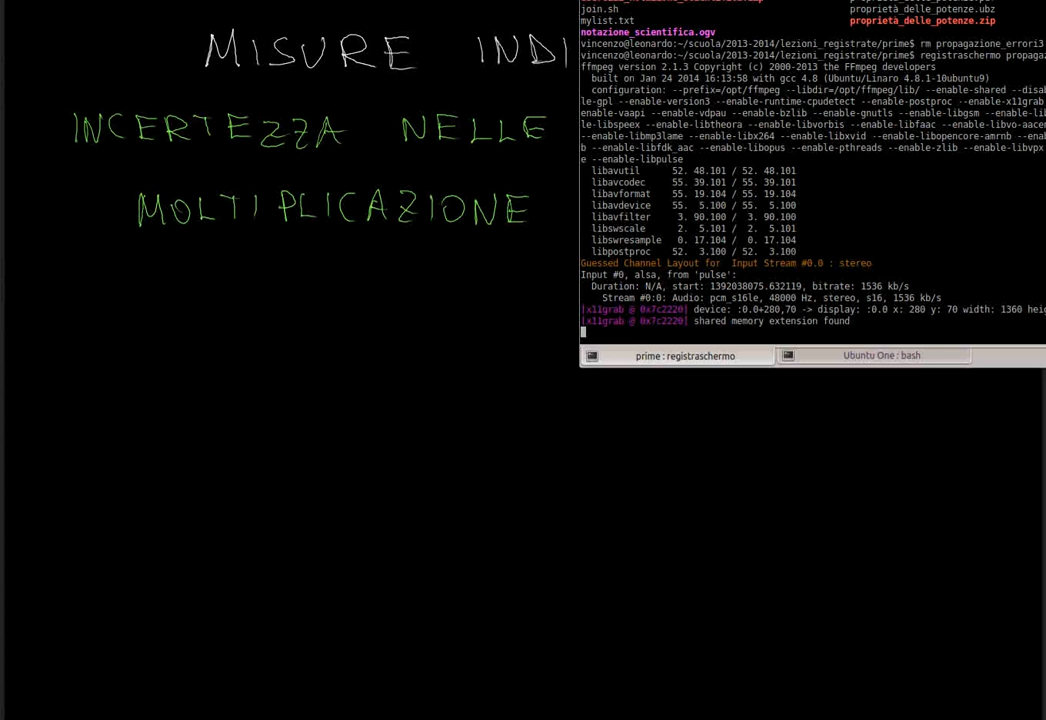 MISURE INDI
INCERTEZZA NELLE
MOLTIPLICAZIONE
join.sh proprietà_delle_potenze.ubz
mylist.txt proprietà_delle_potenze.zip
notazione_scientifica.ogv
vincenzo@leonardo:~/scuola/2013-2014/lezioni_registrate/prime$ rm propagazione_errori3
vincenzo@leonardo:~/scuola/2013-2014/lezioni_registrate/prime$ registraschermo propaga
ffmpeg version 2.1.3 Copyright (c) 2000-2013 the FFmpeg developers
built on Jan 24 2014 16:13:58 with gcc 4.8 (Ubuntu/Linaro 4.8.1-10ubuntu9)
configuration: --prefix=/opt/ffmpeg --libdir=/opt/ffmpeg/lib/ --enable-shared --disa
le-gpl --enable-version3 --enable-runtime-cpudetect --enable-postproc --enable-x11grab
enable-vaapi --enable-vdpau --enable-bzlib --enable-gnutls --enable-libgsm --enable-li
le-libspeex --enable-libtheora --enable-libvorbis --enable-libfaac --enable-libvo-aace
--enable-libmp3lame --enable-libx264 --enable-libxvid --enable-libopencore-amrnb --enab
b --enable-libfdk_aac --enable-libopus --enable-pthreads --enable-zlib --enable-libvpx
e --enable-libpulse
libavutil 52. 48.101 / 52. 48.101
libavcodec 55. 39.101 / 55. 39.101
libavformat 55. 19.104 / 55. 19.104
libavdevice 55. 5.100 / 55. 5.100
libavfilter 3. 90.100 / 3. 90.100
libswscale 2. 5.101 / 2. 5.101
libswresample 0. 17.104 / 0. 17.104
libpostproc 52. 3.100 / 52. 3.100
Guessed Channel Layout for Input Stream #0.0 : stereo
Input #0, alsa, from 'pulse':
Duration: N/A, start: 1392038075.632119, bitrate: 1536 kb/s
Stream #0:0: Audio: pcm_s16le, 48000 Hz, stereo, s16, 1536 kb/s
[x11grab @ 0x7c2220] device: :0.0+280,70 -> display: :0.0 x: 280 y: 70 width: 1360 heig
[x11grab @ 0x7c2220] shared memory extension found
prime : registraschermo Ubuntu One : bash